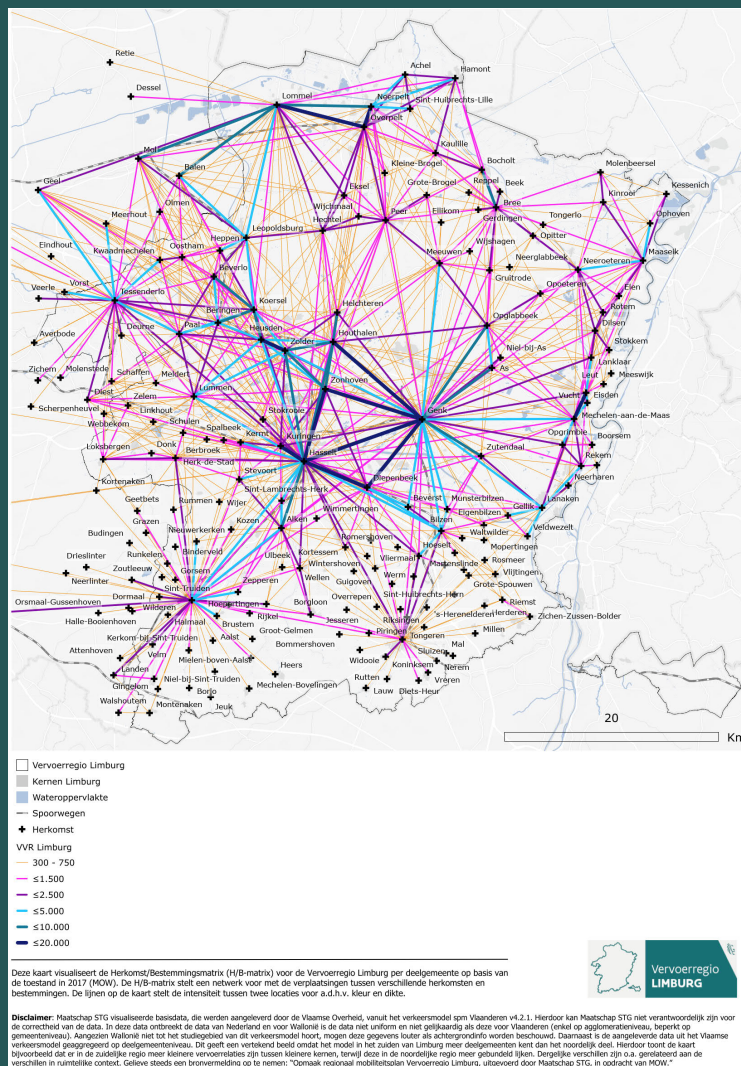 Retie
Achel
Hamont
Dessel
Lommel
Neerpelt
Sint-Huibrechts-Lille
Overpelt
Mol
Kaulille
Balen
Kleine-Brogel
Bocholt
Molenbeersel
Geel
Eksel
Grote-Brogel
Reppel
Beek
Kinrooi
Kessenich
Olmen
Wijchmaal
Bree
Meerhout
Hechtel
Peer
Ellikom
Gerdingen
Tongerlo
Ophoven
Leopoldsburg
Eindhout
Kwaadmechelen
Heppen
Wijshagen
Opitter
Oostham
Meeuwen
Neerglabbeek
Neeroeteren
Maaseik
Beverlo
Gruitrode
Veerle
Vorst
Tessenderlo
Opoeteren
Elen
Koersel
Helchteren
Rotem
Beringen
Deurne
Paal
Heusden
Houthalen
Opglabbeek
Dilsen
Averbode
Zolder
Niel-bij-As
Stokkem
Lanklaar
Zichem
Molenstede
Schaffen
Meldert
As
Leut
Meeswijk
Zonhoven
Diest
Zelem
Lummen
Vucht
Eisden
Scherpenheuvel
Linkhout
Stokrooie
Genk
Mechelen-aan-de-Maas
Webbekom
Schulen
Spalbeek
Kermt
Kuringen
Opgrimbie
Boorsem
Loksbergen
Donk
Berbroek
Hasselt
Zutendaal
Rekem
Herk-de-Stad
Stevoort
Neerharen
Kortenaken
Sint-Lambrechts-Herk
Diepenbeek
Geetbets
Rummen
Wijer
Wimmertingen
Beverst
Munsterbilzen
Gellik
Lanaken
Grazen
Eigenbilzen
Budingen
Nieuwerkerken
Kozen
Alken
Romershoven
Bilzen
Waltwilder
Veldwezelt
Runkelen
Binderveld
Kortessem
Hoeselt
Mopertingen
Drieslinter
Zoutleeuw
Gorsem
Ulbeek
Wintershoven
Vliermaal
Martenslinde
Rosmeer
Neerlinter
Sint-Truiden
Zepperen
Wellen
Guigoven
Werm
Vlijtingen
Grote-Spouwen
Dormaal
Orsmaal-Gussenhoven
Wilderen
Hoepertingen
Borgloon
Overrepen
Sint-Huibrechts-Hern
Riemst
Halle-Booienhoven
Halmaal
Rijkel
Jesseren
Riksingen
's-Herenelderen
Herderen
Zichen-Zussen-Bolder
Kerkom-bij-Sint-Truiden
Brustem
Groot-Gelmen
Piringen
Tongeren
Millen
Attenhoven
Velm
Aalst
Bommershoven
Sluizen
Mal
Landen
Mielen-boven-Aalst
Heers
Widooie
Koninksem
Nerem
Gingelom
Niel-bij-Sint-Truiden
Rutten
Vreren
Walshoutem
Borlo
Mechelen-Bovelingen
Lauw
Diets-Heur
Montenaken
Jeuk
20
Km
Vervoerregio Limburg
Kernen Limburg
Wateroppervlakte
Spoorwegen
Herkomst
VVR Limburg
300 - 750
≤1.500
≤2.500
≤5.000
≤10.000
≤20.000
Deze kaart visualiseert de Herkomst/Bestemmingsmatrix (H/B-matrix) voor de Vervoerregio Limburg per deelgemeente op basis van
de toestand in 2017 (MOW). De H/B-matrix stelt een netwerk voor met de verplaatsingen tussen verschillende herkomsten en
bestemmingen. De lijnen op de kaart stelt de intensiteit tussen twee locaties voor a.d.h.v. kleur en dikte.
Vervoerregio
LIMBURG
Disclaimer: Maatschap STG visualiseerde basisdata, die werden aangeleverd door de Vlaamse Overheid, vanuit het verkeersmodel spm Vlaanderen v4.2.1. Hierdoor kan Maatschap STG niet verantwoordelijk zijn voor
de correctheid van de data. In deze data ontbreekt de data van Nederland en voor Wallonië is de data niet uniform en niet gelijkaardig als deze voor Vlaanderen (enkel op agglomeratieniveau, beperkt op
gemeenteniveau). Aangezien Wallonië niet tot het studiegebied van dit verkeersmodel hoort, mogen deze gegevens louter als achtergrondinfo worden beschouwd. Daarnaast is de aangeleverde data uit het Vlaamse
verkeersmodel geaggregeerd op deelgemeenteniveau. Dit geeft een vertekend beeld omdat het model in het zuiden van Limburg meer deelgemeenten kent dan het noordelijk deel. Hierdoor toont de kaart
bijvoorbeeld dat er in de zuidelijke regio meer kleinere vervoerrelaties zijn tussen kleinere kernen, terwijl deze in de noordelijke regio meer gebundeld lijken. Dergelijke verschillen zijn o.a. gerelateerd aan de
verschillen in ruimtelijke context. Gelieve steeds een bronvermelding op te nemen: "Opmaak regionaal mobiliteitsplan Vervoerregio Limburg, uitgevoerd door Maatschap STG, in opdracht van MOW."